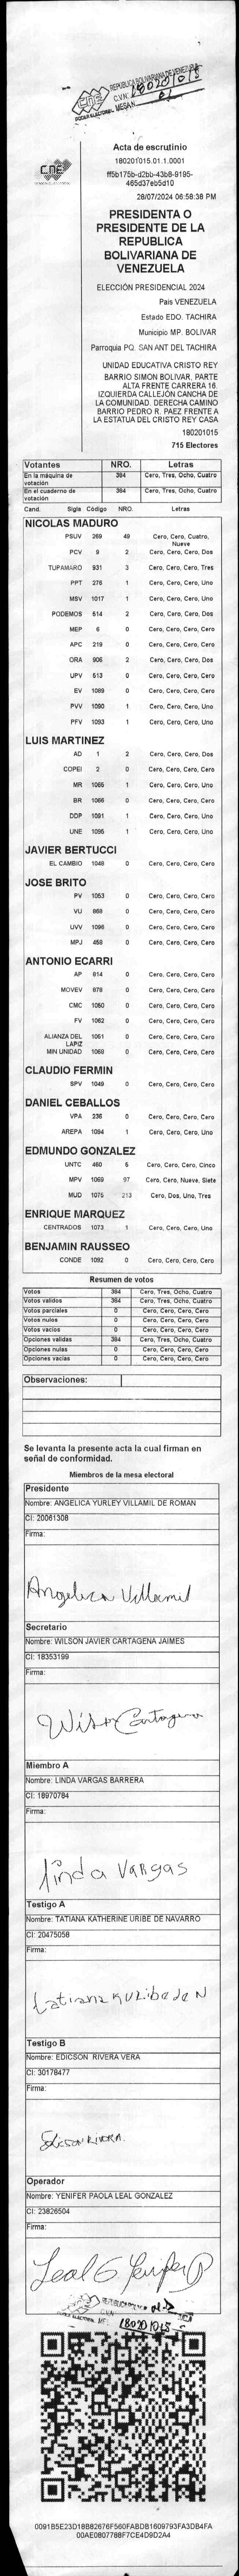 REPUBLICA BOLIVARIANA DE VENEZUELA
CNE
C.V.N: 180201015
PODER ELECTORAL MESAN: 01
CNE
Acta de escrutinio
180201015.01.1.0001
ff5b175b-d2bb-43b8-9195-
465d37eb5d10
28/07/2024 06:58:38 PM
PRESIDENTA O
PRESIDENTE DE LA
REPUBLICA
BOLIVARIANA DE
VENEZUELA
ELECCIÓN PRESIDENCIAL 2024
Pais VENEZUELA
Estado EDO. TACHIRA
Municipio MP. BOLIVAR
Parroquia PQ. SAN ANT DEL TACHIRA
UNIDAD EDUCATIVA CRISTO REY
BARRIO SIMON BOLIVAR, PARTE
ALTA FRENTE CARRERA 16.
IZQUIERDA CALLEJÓN CANCHA DE
LA COMUNIDAD. DERECHA CAMINO
BARRIO PEDRO R. PAEZ FRENTE A
LA ESTATUA DEL CRISTO REY CASA
180201015
715 Electores
Votantes NRO. Letras
En la máquina de votación 384 Cero, Tres, Ocho, Cuatro
En el cuaderno de votación 384 Cero, Tres, Ocho, Cuatro
Cand. Sigla Código NRO. Letras
NICOLAS MADURO
PSUV 269 49 Cero, Cero, Cuatro, Nueve
PCV 9 2 Cero, Cero, Cero, Dos
TUPAMARO 931 3 Cero, Cero, Cero, Tres
PPT 276 1 Cero, Cero, Cero, Uno
MSV 1017 1 Cero, Cero, Cero, Uno
PODEMOS 514 2 Cero, Cero, Cero, Dos
MEP 6 0 Cero, Cero, Cero, Cero
APC 219 0 Cero, Cero, Cero, Cero
ORA 906 2 Cero, Cero, Cero, Dos
UPV 513 0 Cero, Cero, Cero, Cero
EV 1089 0 Cero, Cero, Cero, Cero
PVV 1090 1 Cero, Cero, Cero, Uno
PFV 1093 1 Cero, Cero, Cero, Uno
LUIS MARTINEZ
AD 1 2 Cero, Cero, Cero, Dos
COPEI 2 0 Cero, Cero, Cero, Cero
MR 1065 1 Cero, Cero, Cero, Uno
BR 1066 0 Cero, Cero, Cero, Cero
DDP 1091 1 Cero, Cero, Cero, Uno
UNE 1095 1 Cero, Cero, Cero, Uno
JAVIER BERTUCCI
EL CAMBIO 1048 0 Cero, Cero, Cero, Cero
JOSE BRITO
PV 1053 0 Cero, Cero, Cero, Cero
VU 868 0 Cero, Cero, Cero, Cero
UVV 1096 0 Cero, Cero, Cero, Cero
MPJ 458 0 Cero, Cero, Cero, Cero
ANTONIO ECARRI
AP 814 0 Cero, Cero, Cero, Cero
MOVEV 878 0 Cero, Cero, Cero, Cero
CMC 1050 0 Cero, Cero, Cero, Cero
FV 1062 0 Cero, Cero, Cero, Cero
ALIANZA DEL LAPIZ 1051 0 Cero, Cero, Cero, Cero
MIN UNIDAD 1068 0 Cero, Cero, Cero, Cero
CLAUDIO FERMIN
SPV 1049 0 Cero, Cero, Cero, Cero
DANIEL CEBALLOS
VPA 236 0 Cero, Cero, Cero, Cero
AREPA 1094 1 Cero, Cero, Cero, Uno
EDMUNDO GONZALEZ
UNTC 460 5 Cero, Cero, Cero, Cinco
MPV 1069 97 Cero, Cero, Nueve, Siete
MUD 1075 213 Cero, Dos, Uno, Tres
ENRIQUE MARQUEZ
CENTRADOS 1073 1 Cero, Cero, Cero, Uno
BENJAMIN RAUSSEO
CONDE 1092 0 Cero, Cero, Cero, Cero
Resumen de votos
Votos 384 Cero, Tres, Ocho, Cuatro
Votos validos 384 Cero, Tres, Ocho, Cuatro
Votos parciales 0 Cero, Cero, Cero, Cero
Votos nulos 0 Cero, Cero, Cero, Cero
Votos vacios 0 Cero, Cero, Cero, Cero
Opciones validas 384 Cero, Tres, Ocho, Cuatro
Opciones nulas 0 Cero, Cero, Cero, Cero
Opciones vacias 0 Cero, Cero, Cero, Cero
Observaciones:
Se levanta la presente acta la cual firman en
señal de conformidad.
Miembros de la mesa electoral
Presidente
Nombre: ANGELICA YURLEY VILLAMIL DE ROMAN
CI: 20061308
Firma:
Angelica Villamil
Secretario
Nombre: WILSON JAVIER CARTAGENA JAIMES
CI: 18353199
Firma:
Wilson Cartagena
Miembro A
Nombre: LINDA VARGAS BARRERA
CI: 18970784
Firma:
linda Vargas
Testigo A
Nombre: TATIANA KATHERINE URIBE DE NAVARRO
CI: 20475058
Firma:
tatiana K Uribe de N
Testigo B
Nombre: EDICSON RIVERA VERA
CI: 30178477
Firma:
Edicson Rivera.
Operador
Nombre: YENIFER PAOLA LEAL GONZALEZ
CI: 23826504
Firma:
Leal G Yenifer P
180201015
0091B5E23D18B82676F560FABDB1609793FA3DB4FA
00AE0807788F7CE4D9D2A4